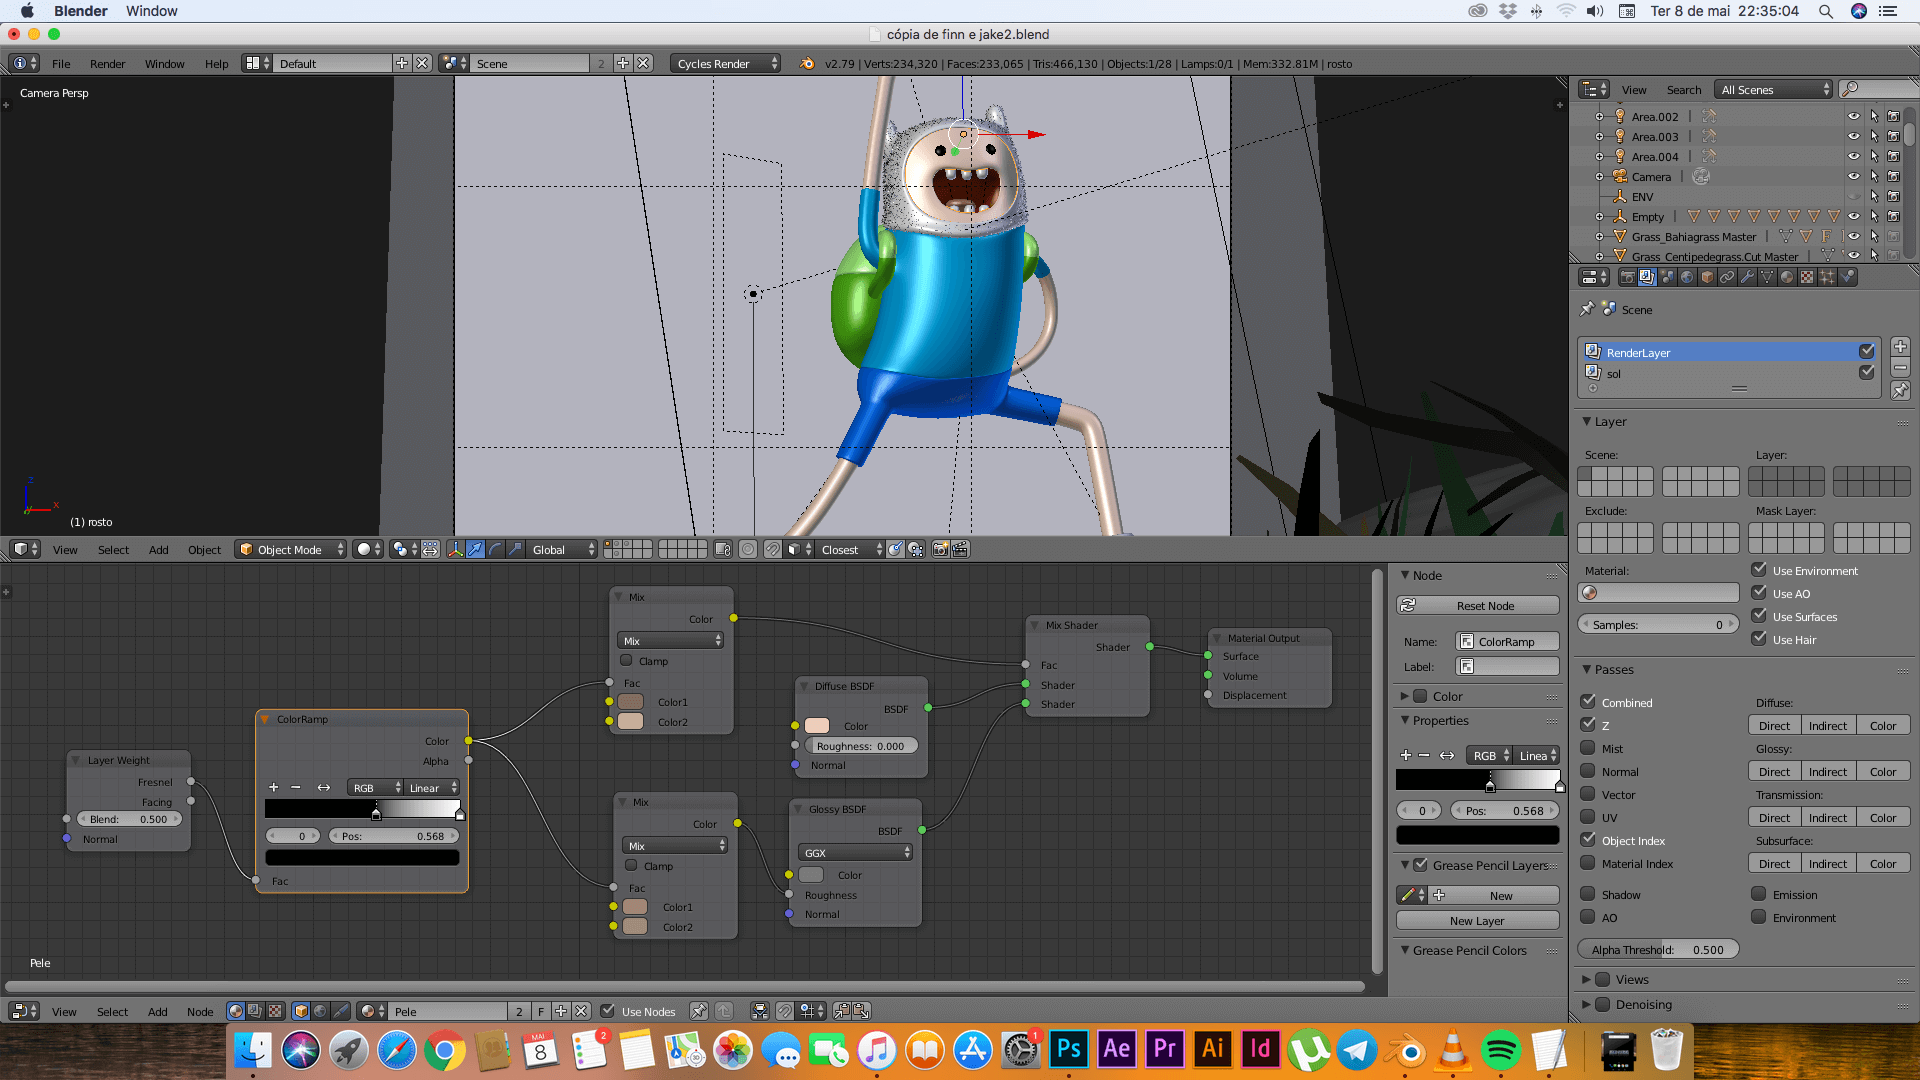 Blender Window
Ter 8 de mai 22:35:04
cópia de finn e jake2.blend
File Render Window Help Default Scene 2 Cycles Render v2.79 | Verts:234,320 | Faces:233,065 | Tris:466,130 | Objects:1/28 | Lamps:0/1 | Mem:332.81M | rosto
Camera Persp
(1) rosto
View Select Add Object Object Mode Global Closest
View Search All Scenes
Area.002
Area.003
Area.004
Camera
ENV
Empty
Grass_Bahiagrass Master
Grass_Centipedegrass.Cut Master
Scene
RenderLayer
sol
Layer
Scene: Layer:
Exclude: Mask Layer:
Material:
Use Environment
Use AO
Samples: 0
Use Surfaces
Use Hair
Passes
Combined
Z
Mist
Normal
Vector
UV
Object Index
Material Index
Shadow
AO
Diffuse:
Direct Indirect Color
Glossy:
Direct Indirect Color
Transmission:
Direct Indirect Color
Subsurface:
Direct Indirect Color
Emission
Environment
Alpha Threshold: 0.500
Views
Denoising
Layer Weight
Fresnel
Facing
Blend: 0.500
Normal
ColorRamp
Color
Alpha
RGB Linear
0 Pos: 0.568
Fac
Mix
Color
Mix
Clamp
Fac
Color1
Color2
Mix
Color
Mix
Clamp
Fac
Color1
Color2
Diffuse BSDF
BSDF
Color
Roughness: 0.000
Normal
Glossy BSDF
BSDF
GGX
Color
Roughness
Normal
Mix Shader
Shader
Fac
Shader
Shader
Material Output
Surface
Volume
Displacement
Pele
Node
Reset Node
Name: ColorRamp
Label:
Color
Properties
RGB Linea
0 Pos: 0.568
Grease Pencil Layers
New
New Layer
Grease Pencil Colors
View Select Add Node Pele 2 F Use Nodes
MAI
8
2
1
Ps Ae Pr Ai Id